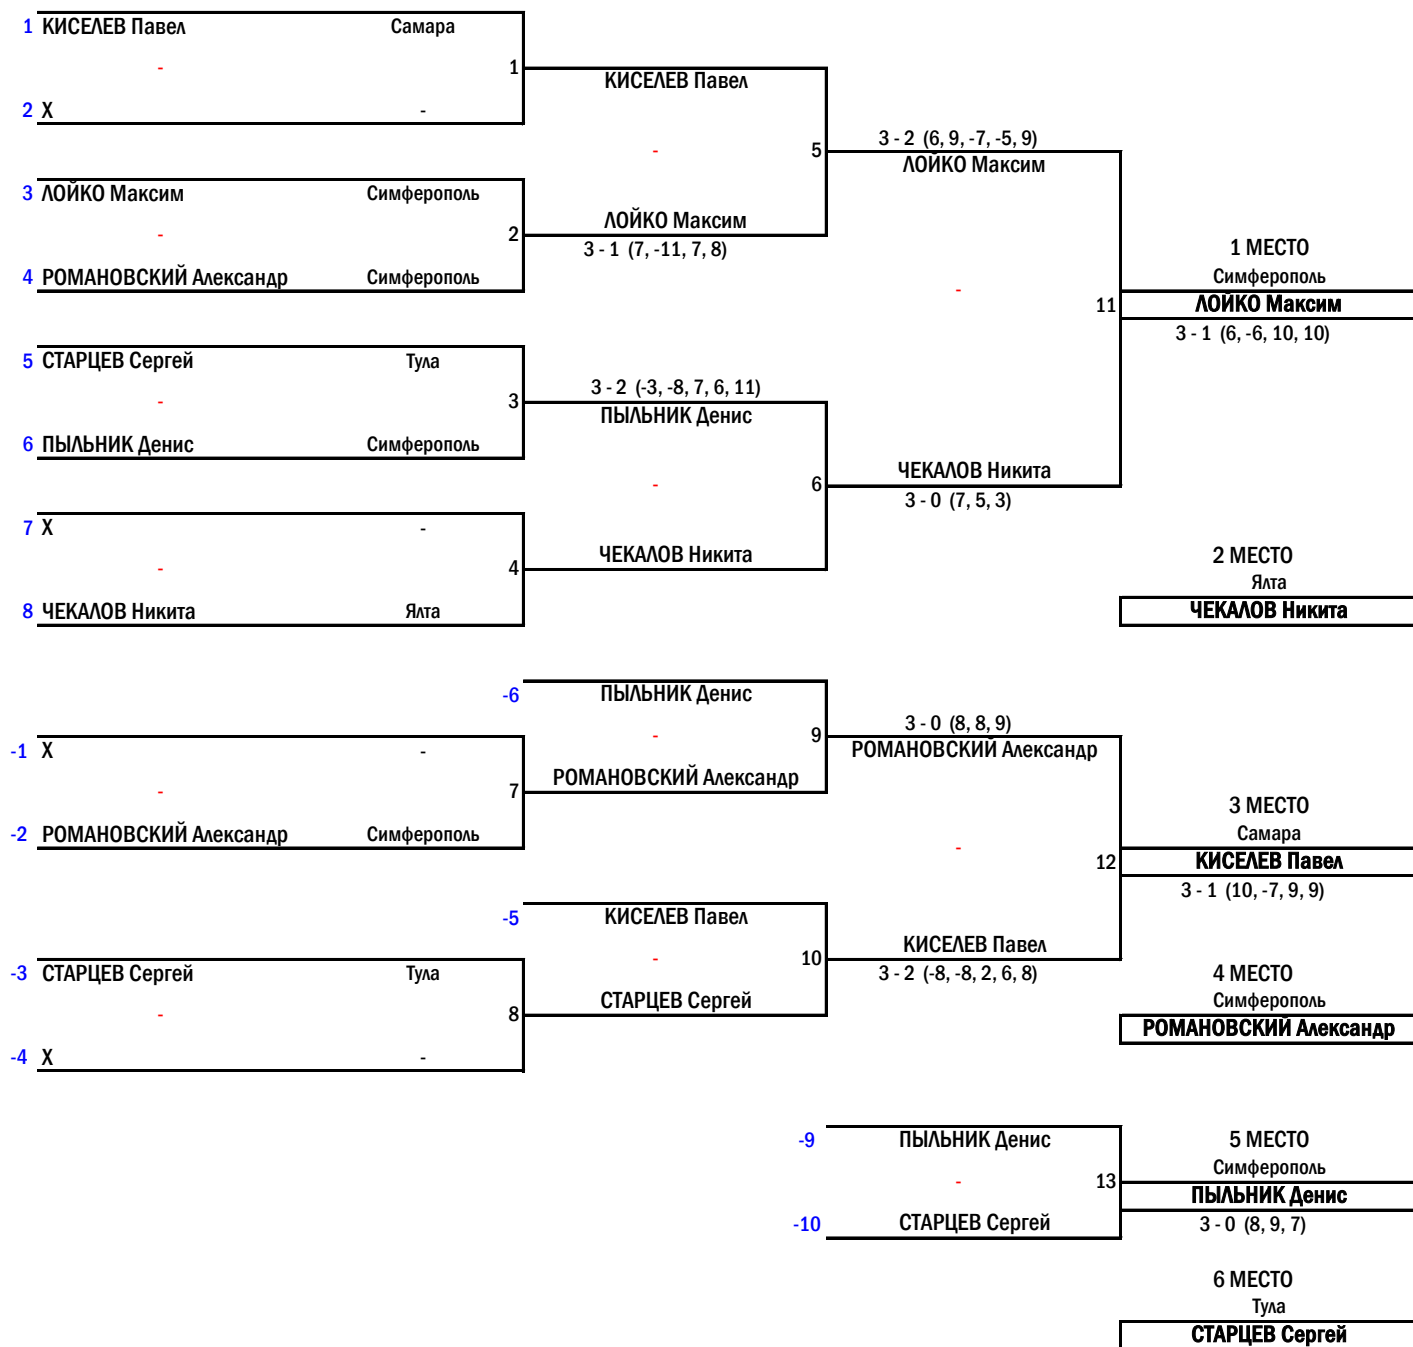 1 КИСЕЛЕВ Павел Самара
-
1
КИСЕЛЕВ Павел
2 X -
-
5
3 - 2 (6, 9, -7, -5, 9)
ЛОЙКО Максим
3 ЛОЙКО Максим Симферополь
-
2
ЛОЙКО Максим
3 - 1 (7, -11, 7, 8)
4 РОМАНОВСКИЙ Александр Симферополь
-
11
1 МЕСТО
Симферополь
ЛОЙКО Максим
3 - 1 (6, -6, 10, 10)
5 СТАРЦЕВ Сергей Тула
-
3
3 - 2 (-3, -8, 7, 6, 11)
ПЫЛЬНИК Денис
6 ПЫЛЬНИК Денис Симферополь
-
6
ЧЕКАЛОВ Никита
3 - 0 (7, 5, 3)
7 X -
-
4
ЧЕКАЛОВ Никита
8 ЧЕКАЛОВ Никита Ялта
2 МЕСТО
Ялта
ЧЕКАЛОВ Никита
-6 ПЫЛЬНИК Денис
-
9
3 - 0 (8, 8, 9)
РОМАНОВСКИЙ Александр
-1 X -
-
7
РОМАНОВСКИЙ Александр
-2 РОМАНОВСКИЙ Александр Симферополь
-
12
3 МЕСТО
Самара
КИСЕЛЕВ Павел
3 - 1 (10, -7, 9, 9)
-5 КИСЕЛЕВ Павел
-
10
КИСЕЛЕВ Павел
3 - 2 (-8, -8, 2, 6, 8)
-3 СТАРЦЕВ Сергей Тула
-
8
СТАРЦЕВ Сергей
-4 X -
4 МЕСТО
Симферополь
РОМАНОВСКИЙ Александр
-9 ПЫЛЬНИК Денис
-
13
-10 СТАРЦЕВ Сергей
5 МЕСТО
Симферополь
ПЫЛЬНИК Денис
3 - 0 (8, 9, 7)
6 МЕСТО
Тула
СТАРЦЕВ Сергей